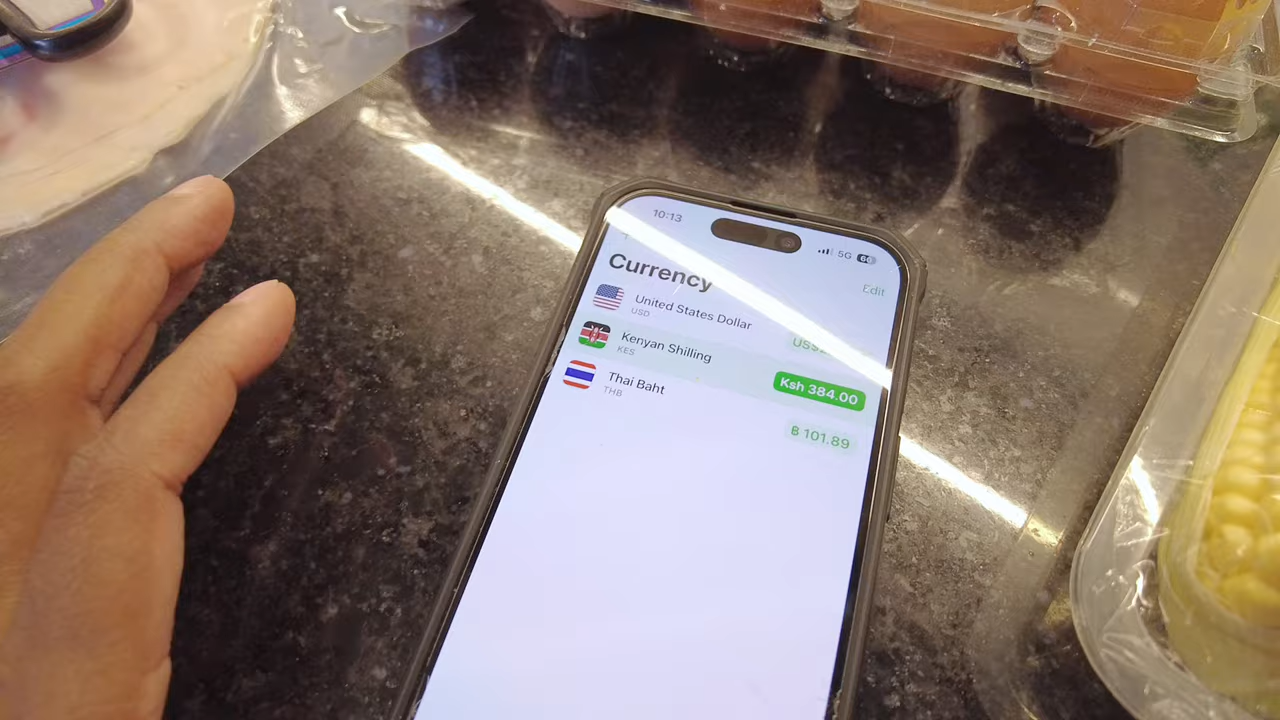 10:13
5G
Currency
Edit
United States Dollar
USD
Kenyan Shilling
KES
Ksh 384.00
Thai Baht
THB
฿ 101.89